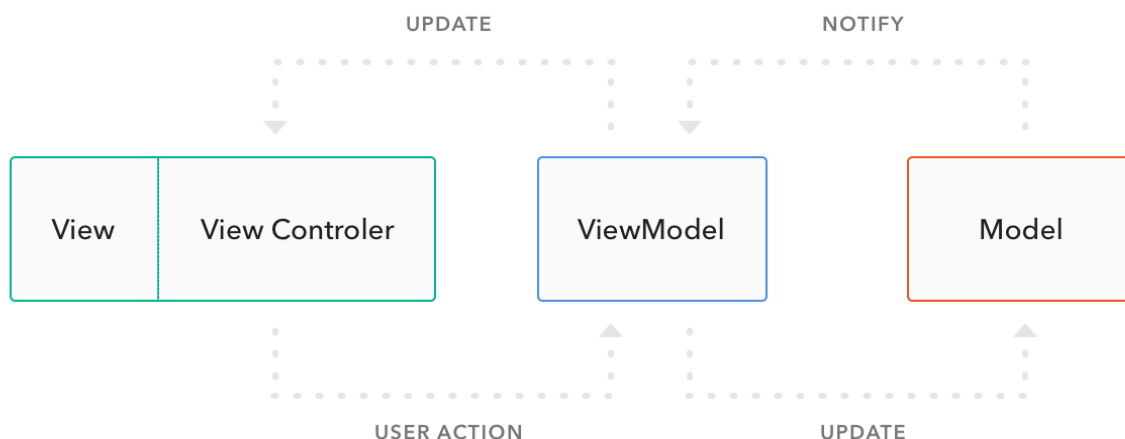 UPDATE
NOTIFY
View
View Controler
ViewModel
Model
USER ACTION
UPDATE